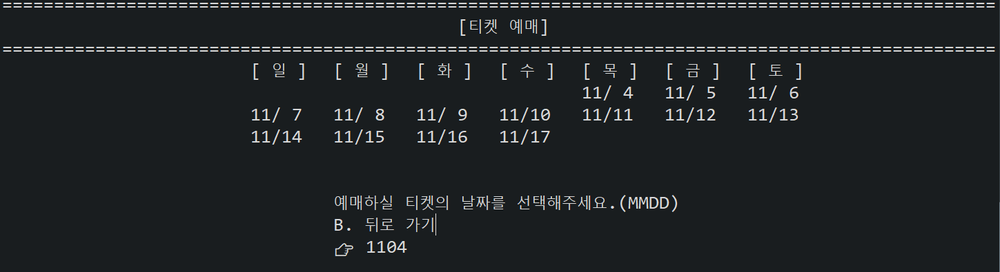 ================================================================================================
[티켓 예매]
================================================================================================
[ 일 ] [ 월 ] [ 화 ] [ 수 ] [ 목 ] [ 금 ] [ 토 ]
11/ 4 11/ 5 11/ 6
11/ 7 11/ 8 11/ 9 11/10 11/11 11/12 11/13
11/14 11/15 11/16 11/17
예매하실 티켓의 날짜를 선택해주세요.(MMDD)
B. 뒤로 가기
👉 1104